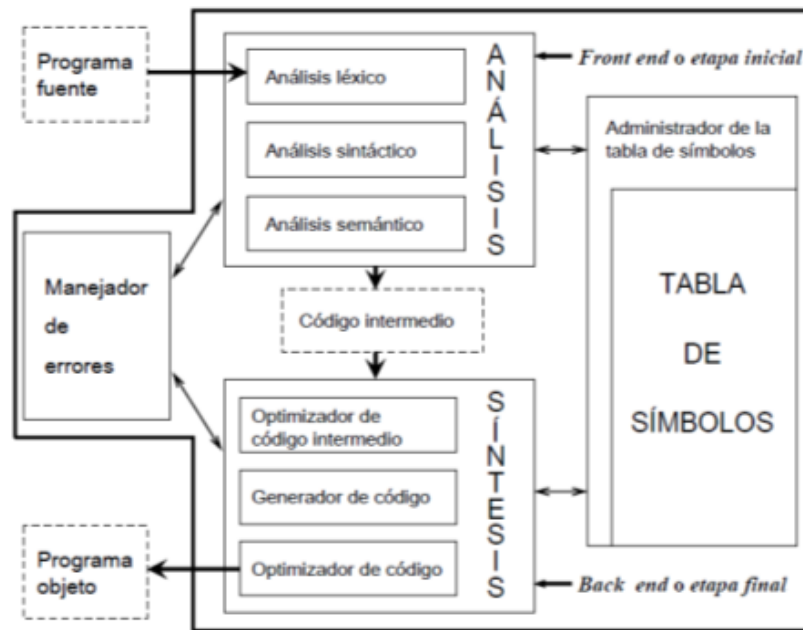 Programa
fuente
Análisis léxico
Análisis sintáctico
Análisis semántico
ANÁLISIS
Front end o etapa inicial
Administrador de la
tabla de símbolos
TABLA
DE
SÍMBOLOS
Manejador
de
errores
Código intermedio
Optimizador de
código intermedio
Generador de código
Optimizador de código
SÍNTESIS
Programa
objeto
Back end o etapa final